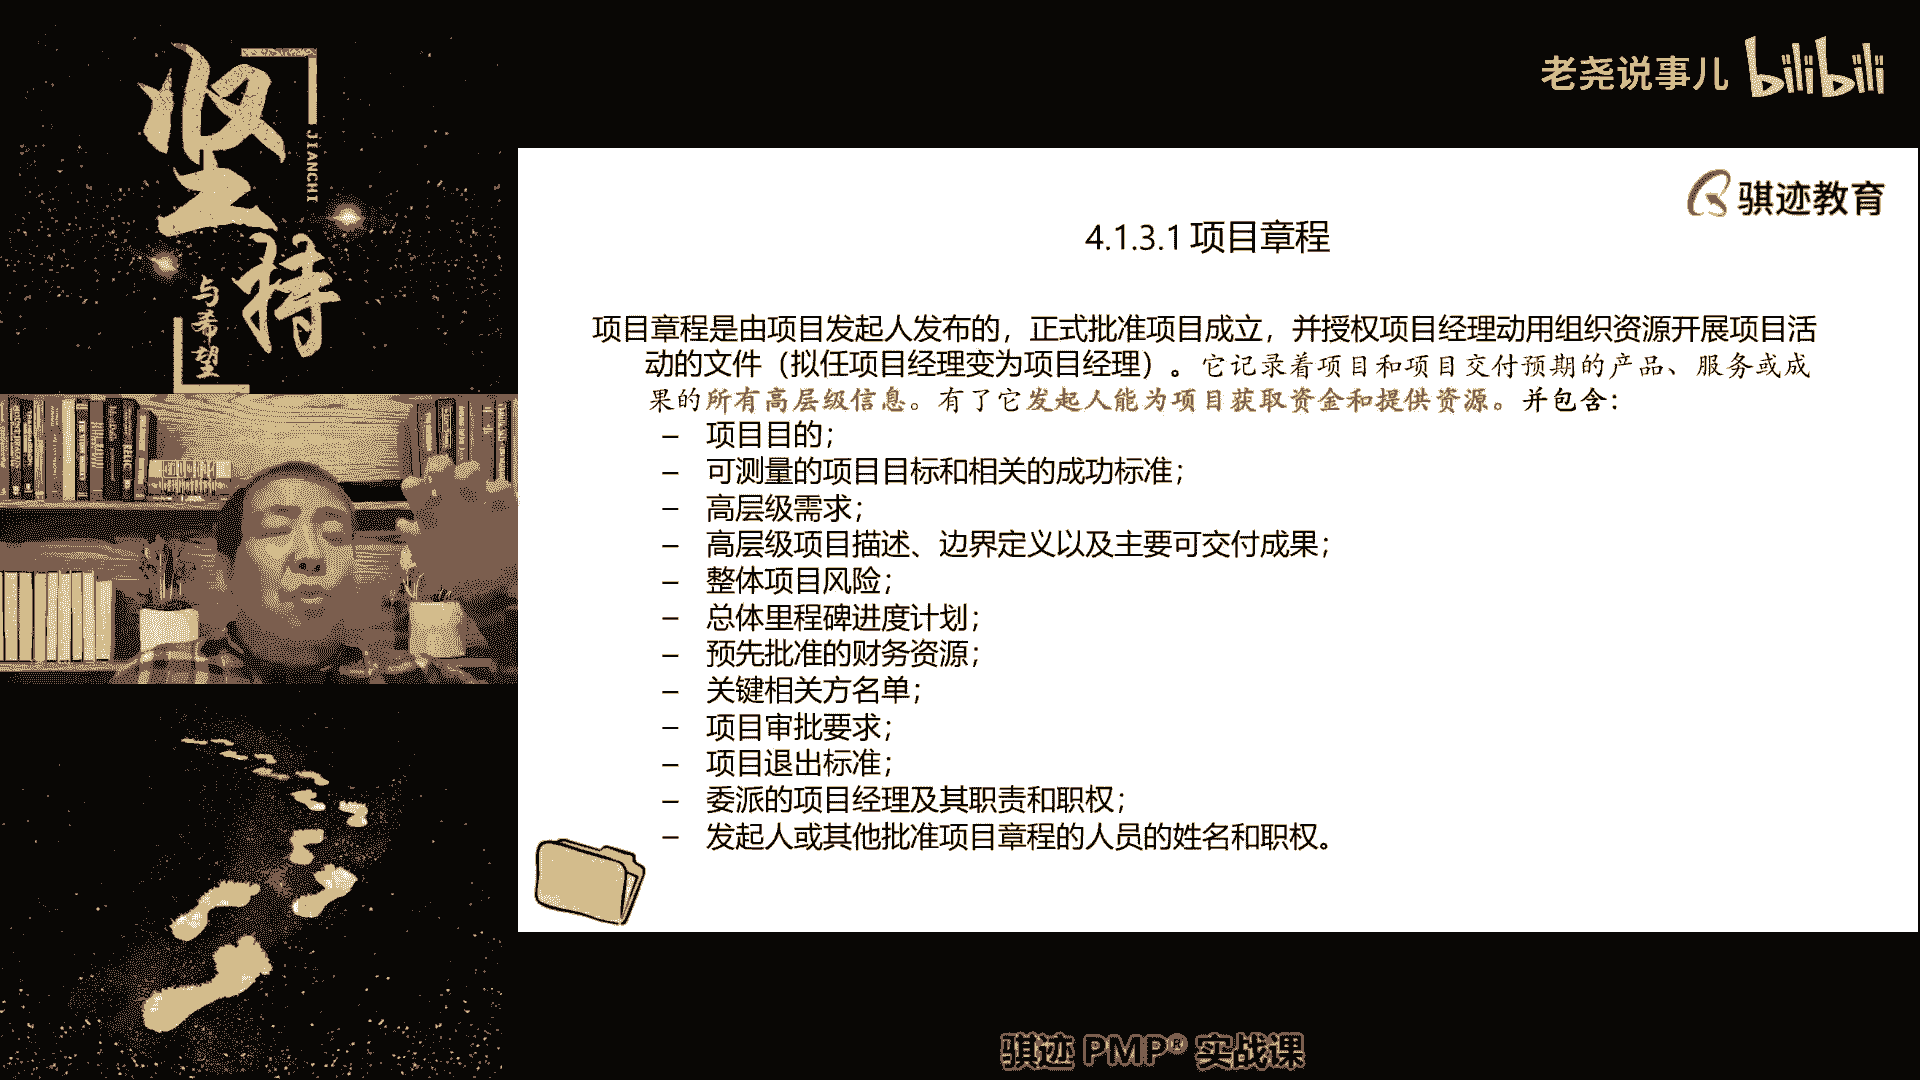 坚持
JIANCHI
与希望
老尧说事儿 bilibili
骐迹教育
4.1.3.1 项目章程
项目章程是由项目发起人发布的，正式批准项目成立，并授权项目经理动用组织资源开展项目活
动的文件（拟任项目经理变为项目经理）。它记录着项目和项目交付预期的产品、服务或成
果的所有高层级信息。有了它发起人能为项目获取资金和提供资源。并包含：
– 项目目的；
– 可测量的项目目标和相关的成功标准；
– 高层级需求；
– 高层级项目描述、边界定义以及主要可交付成果；
– 整体项目风险；
– 总体里程碑进度计划；
– 预先批准的财务资源；
– 关键相关方名单；
– 项目审批要求；
– 项目退出标准；
– 委派的项目经理及其职责和职权；
– 发起人或其他批准项目章程的人员的姓名和职权。
骐迹 PMP® 实战课